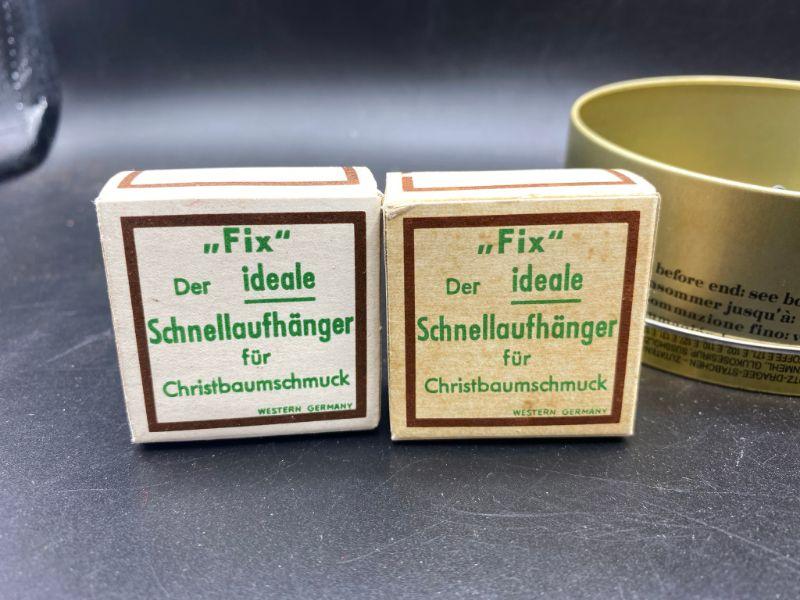 „Fix“
Der ideale
Schnellaufhänger
für
Christbaumschmuck
WESTERN GERMANY
„Fix“
Der ideale
Schnellaufhänger
für
Christbaumschmuck
WESTERN GERMANY
before end: see bo
sommer jusqu'à:
mmazione fino: